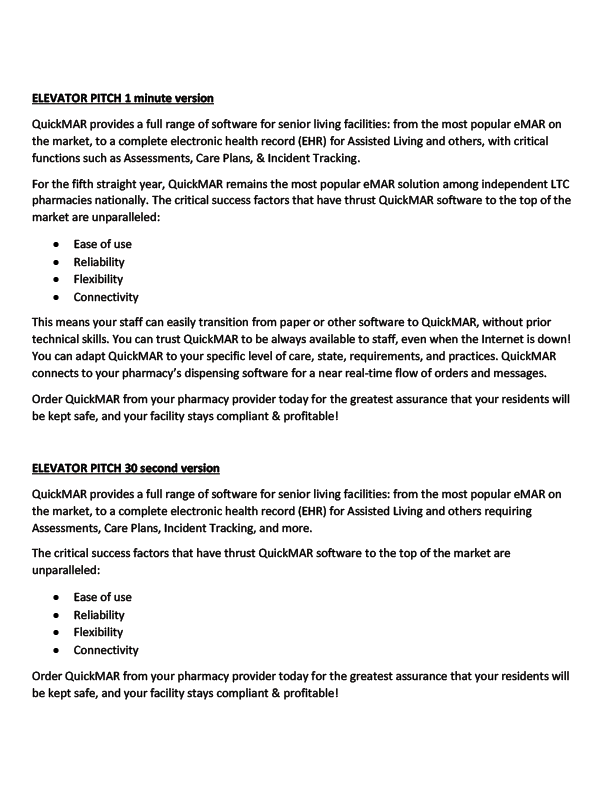 ELEVATOR PITCH 1 minute version
QuickMAR provides a full range of software for senior living facilities: from the most popular eMAR on
the market, to a complete electronic health record (EHR) for Assisted Living and others, with critical
functions such as Assessments, Care Plans, & Incident Tracking.
For the fifth straight year, QuickMAR remains the most popular eMAR solution among independent LTC
pharmacies nationally. The critical success factors that have thrust QuickMAR software to the top of the
market are unparalleled:
● Ease of use
● Reliability
● Flexibility
● Connectivity
This means your staff can easily transition from paper or other software to QuickMAR, without prior
technical skills. You can trust QuickMAR to be always available to staff, even when the Internet is down!
You can adapt QuickMAR to your specific level of care, state, requirements, and practices. QuickMAR
connects to your pharmacy's dispensing software for a near real-time flow of orders and messages.
Order QuickMAR from your pharmacy provider today for the greatest assurance that your residents will
be kept safe, and your facility stays compliant & profitable!
ELEVATOR PITCH 30 second version
QuickMAR provides a full range of software for senior living facilities: from the most popular eMAR on
the market, to a complete electronic health record (EHR) for Assisted Living and others requiring
Assessments, Care Plans, Incident Tracking, and more.
The critical success factors that have thrust QuickMAR software to the top of the market are
unparalleled:
● Ease of use
● Reliability
● Flexibility
● Connectivity
Order QuickMAR from your pharmacy provider today for the greatest assurance that your residents will
be kept safe, and your facility stays compliant & profitable!